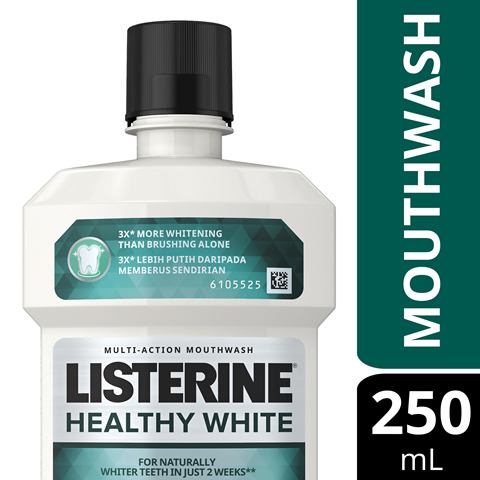 3X* MORE WHITENING
THAN BRUSHING ALONE
3X* LEBIH PUTIH DARIPADA
MEMBERUS SENDIRIAN
6105525
MULTI-ACTION MOUTHWASH
LISTERINE®
HEALTHY WHITE
FOR NATURALLY
WHITER TEETH IN JUST 2 WEEKS**
MOUTHWASH
250
mL